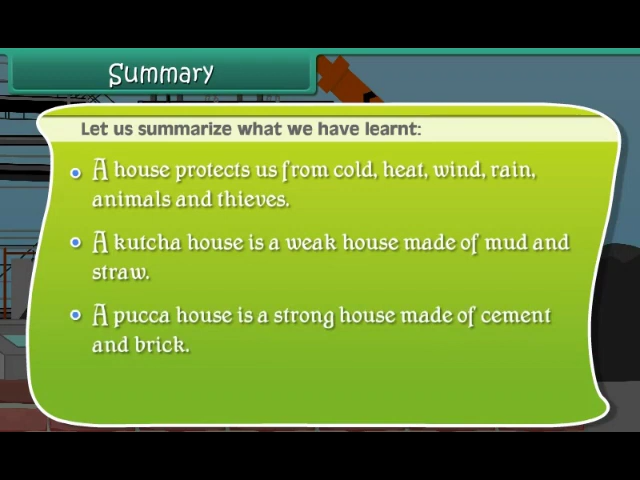 Summary
Let us summarize what we have learnt:
A house protects us from cold, heat, wind, rain,
animals and thieves.
A kutcha house is a weak house made of mud and
straw.
A pucca house is a strong house made of cement
and brick.